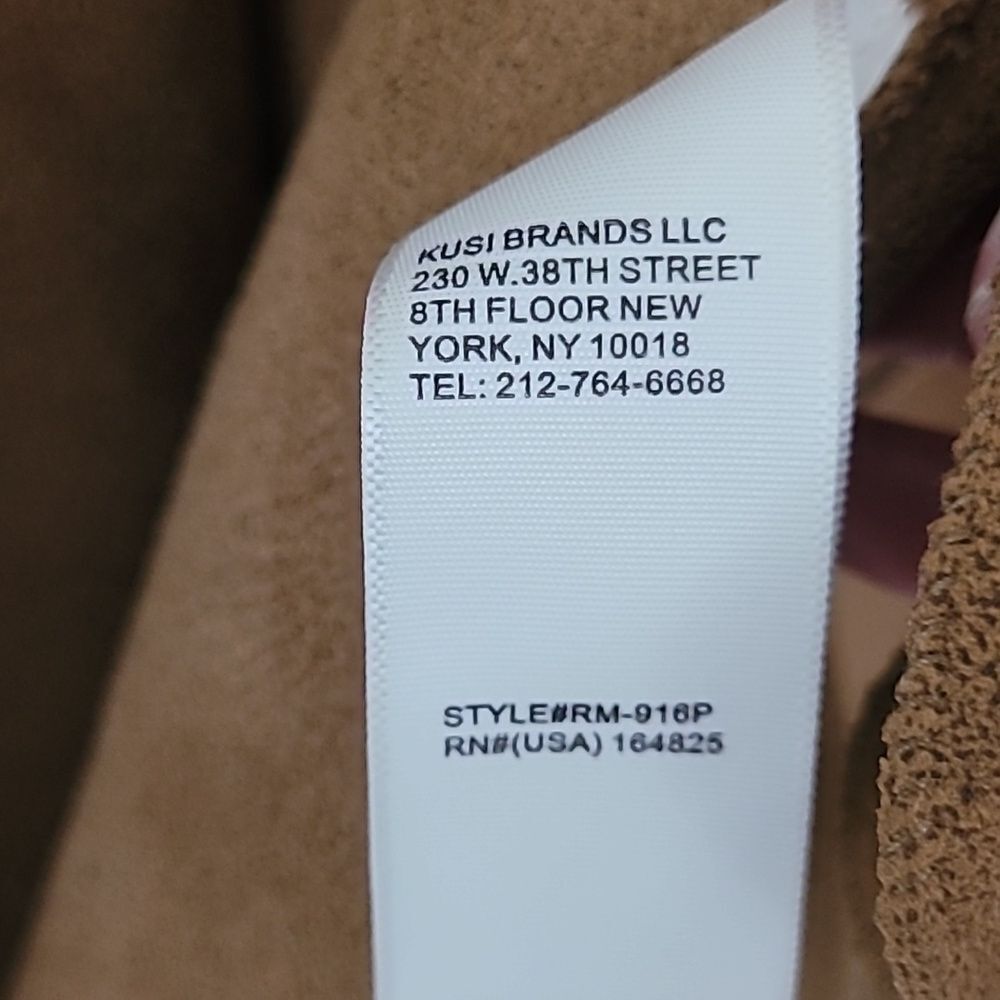 KUSI BRANDS LLC
230 W.38TH STREET
8TH FLOOR NEW
YORK, NY 10018
TEL: 212-764-6668
STYLE#RM-916P
RN#(USA) 164825